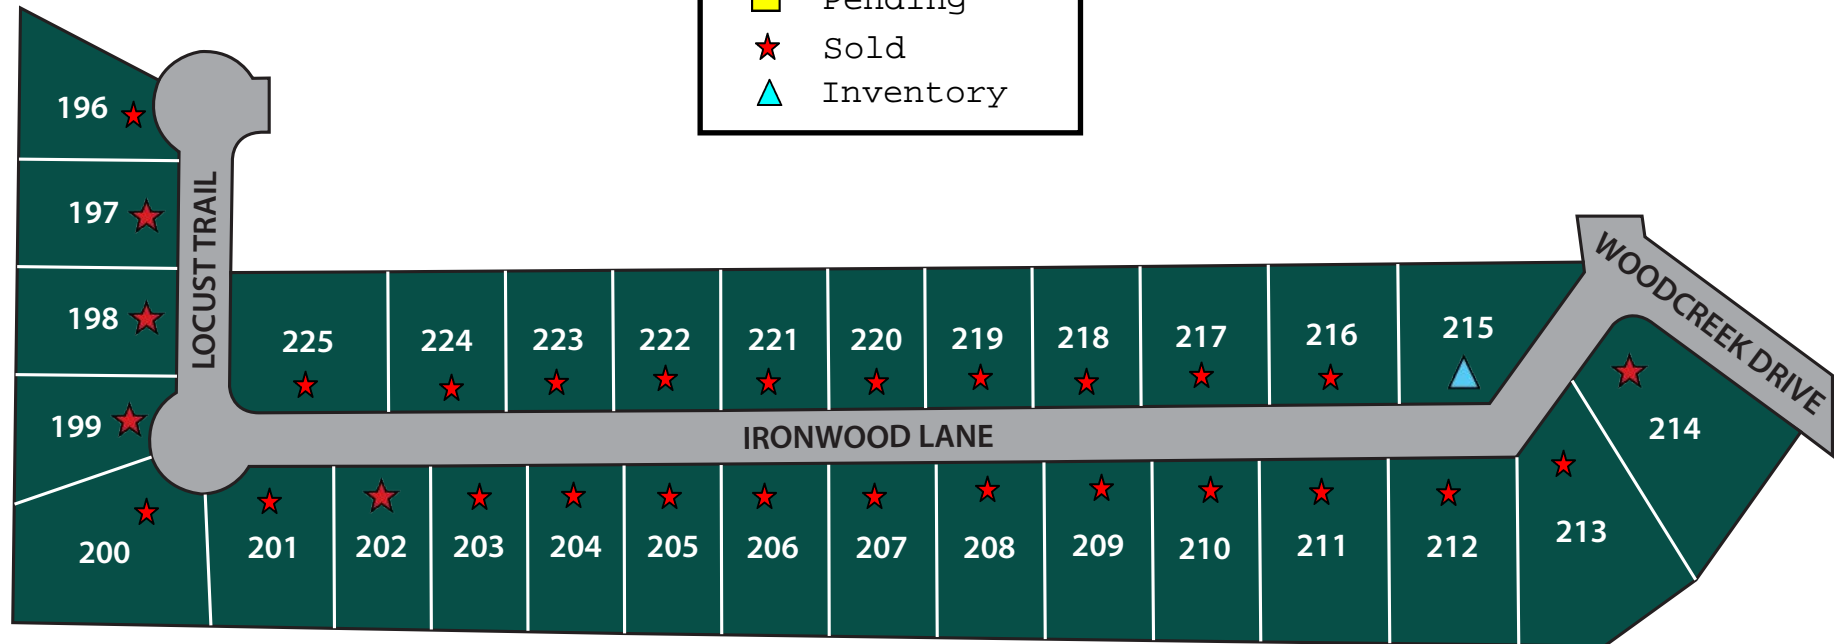 Pending
Sold
Inventory
196
197
198
199
200
LOCUST TRAIL
225 224 223 222 221 220 219 218 217 216 215
WOODCREEK DRIVE
IRONWOOD LANE
214
213
201 202 203 204 205 206 207 208 209 210 211 212